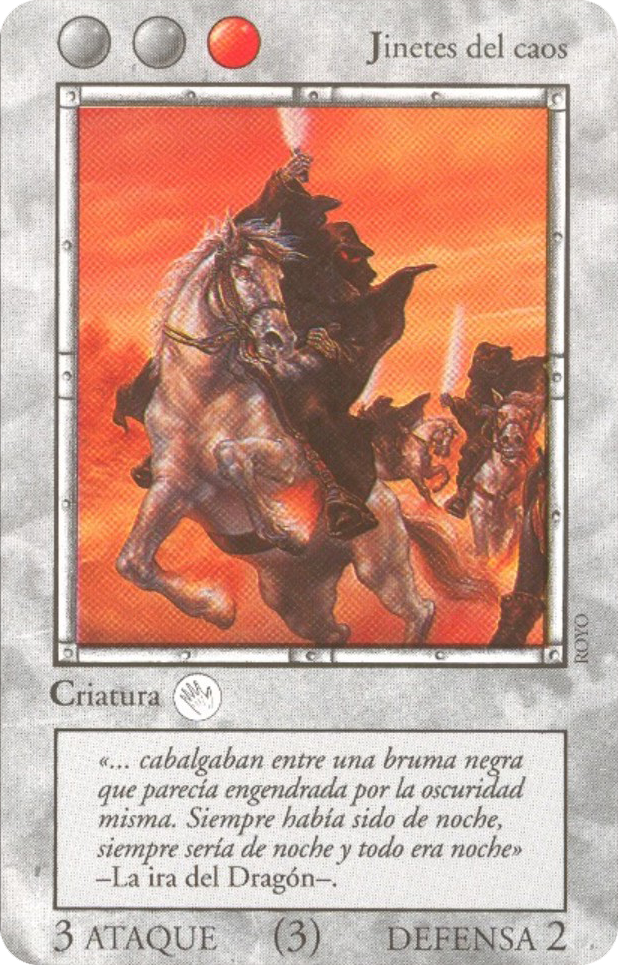 Jinetes del caos
ROYO
Criatura
«... cabalgaban entre una bruma negra
que parecía engendrada por la oscuridad
misma. Siempre había sido de noche,
siempre sería de noche y todo era noche»
–La ira del Dragón–.
3 ATAQUE (3) DEFENSA 2